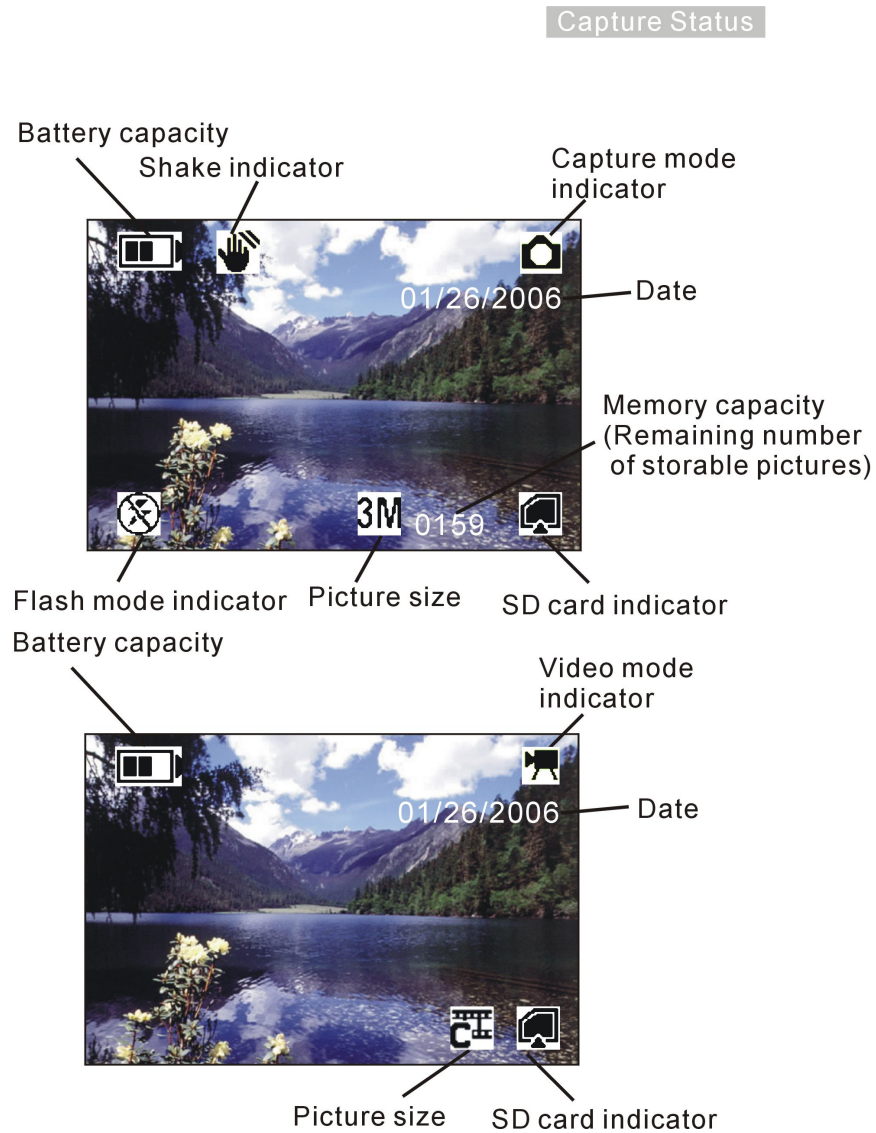 Capture Status
Battery capacity
Shake indicator
Capture mode
indicator
01/26/2006
Date
Memory capacity
(Remaining number
of storable pictures)
3M
0159
Flash mode indicator
Picture size
SD card indicator
Battery capacity
Video mode
indicator
01/26/2006
Date
C
Picture size
SD card indicator